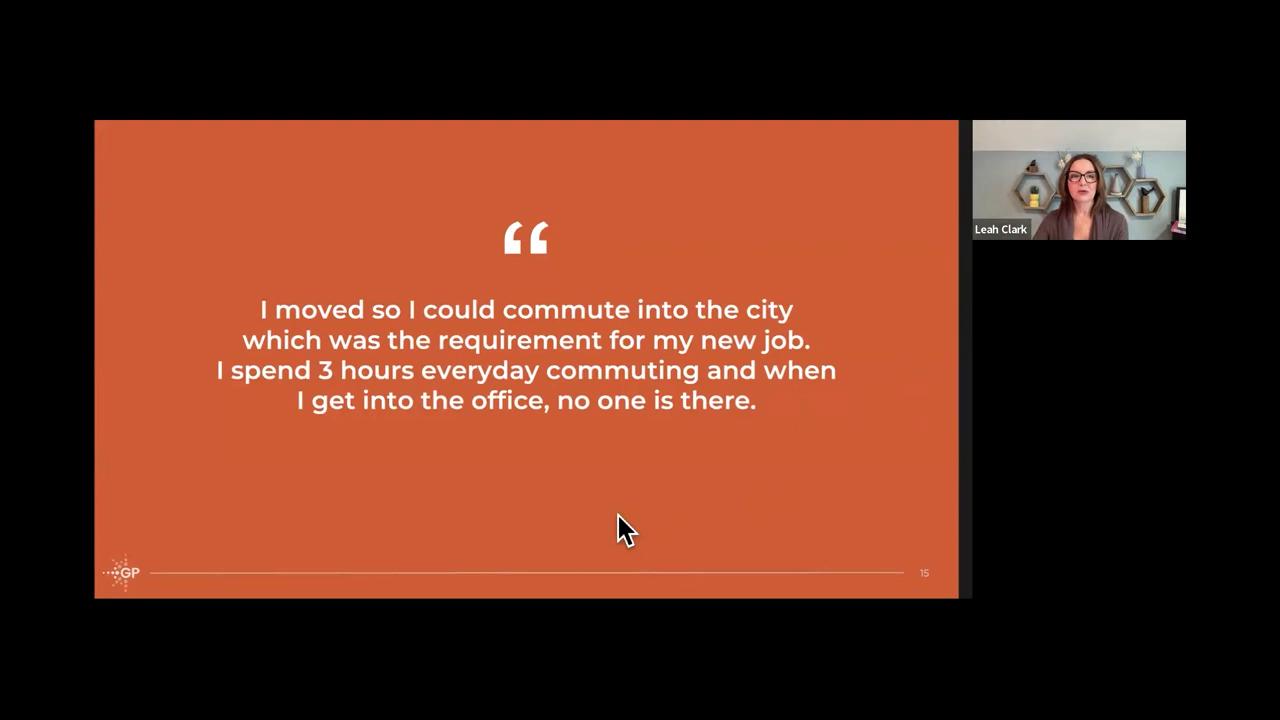 “
I moved so I could commute into the city
which was the requirement for my new job.
I spend 3 hours everyday commuting and when
I get into the office, no one is there.
GP
15
Leah Clark